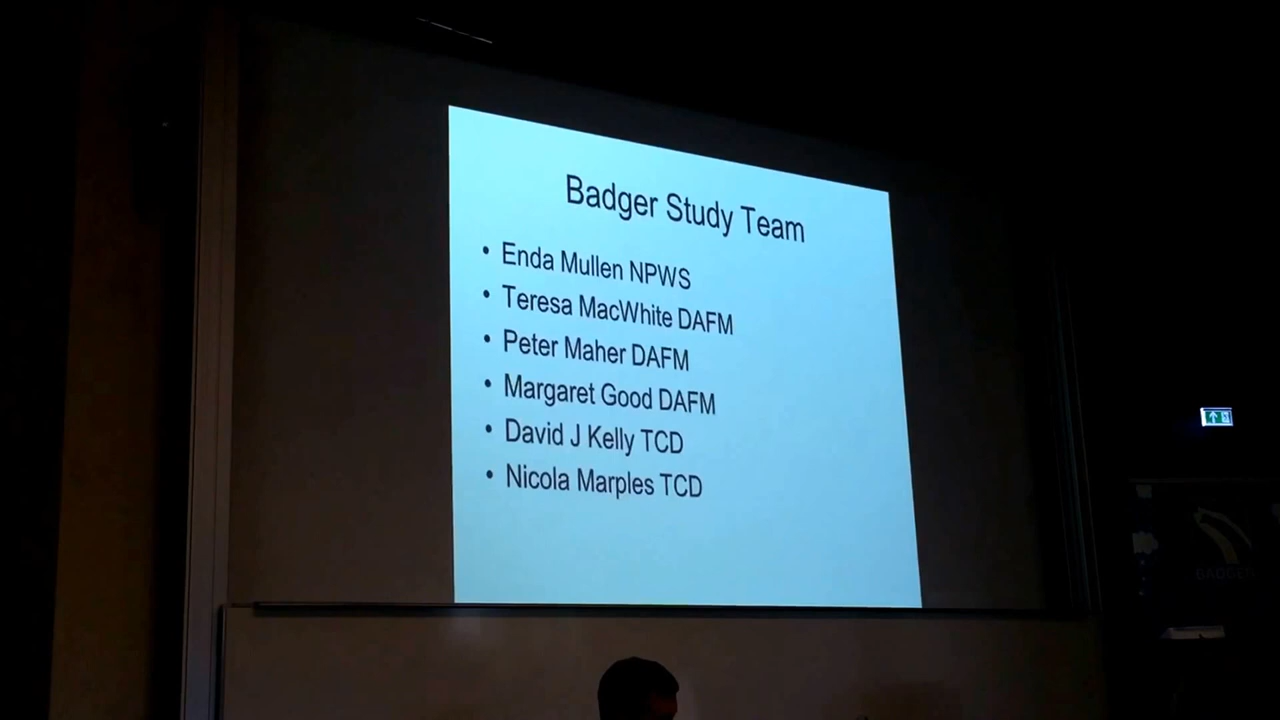 Badger Study Team
• Enda Mullen NPWS
• Teresa MacWhite DAFM
• Peter Maher DAFM
• Margaret Good DAFM
• David J Kelly TCD
• Nicola Marples TCD
BADGER